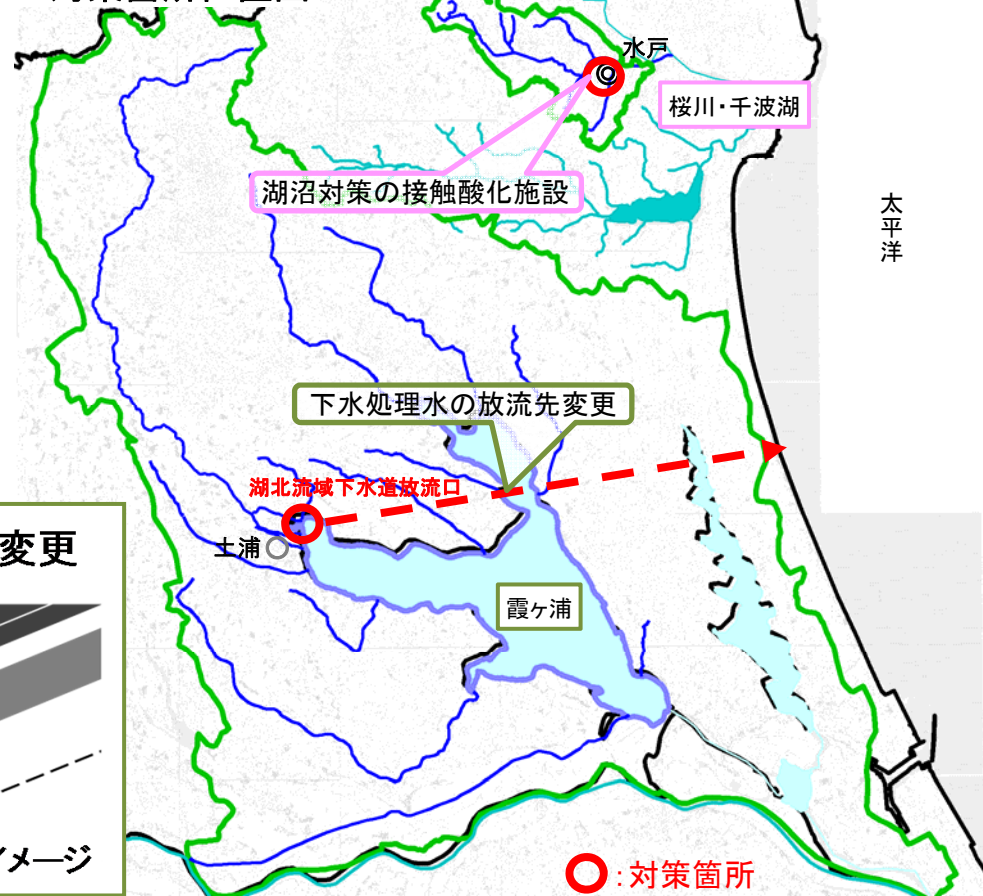 水戸
桜川・千波湖
湖沼対策の接触酸化施設
太平洋
下水処理水の放流先変更
湖北流域下水道放流口
土浦
変更
霞ヶ浦
イメージ
:対策箇所